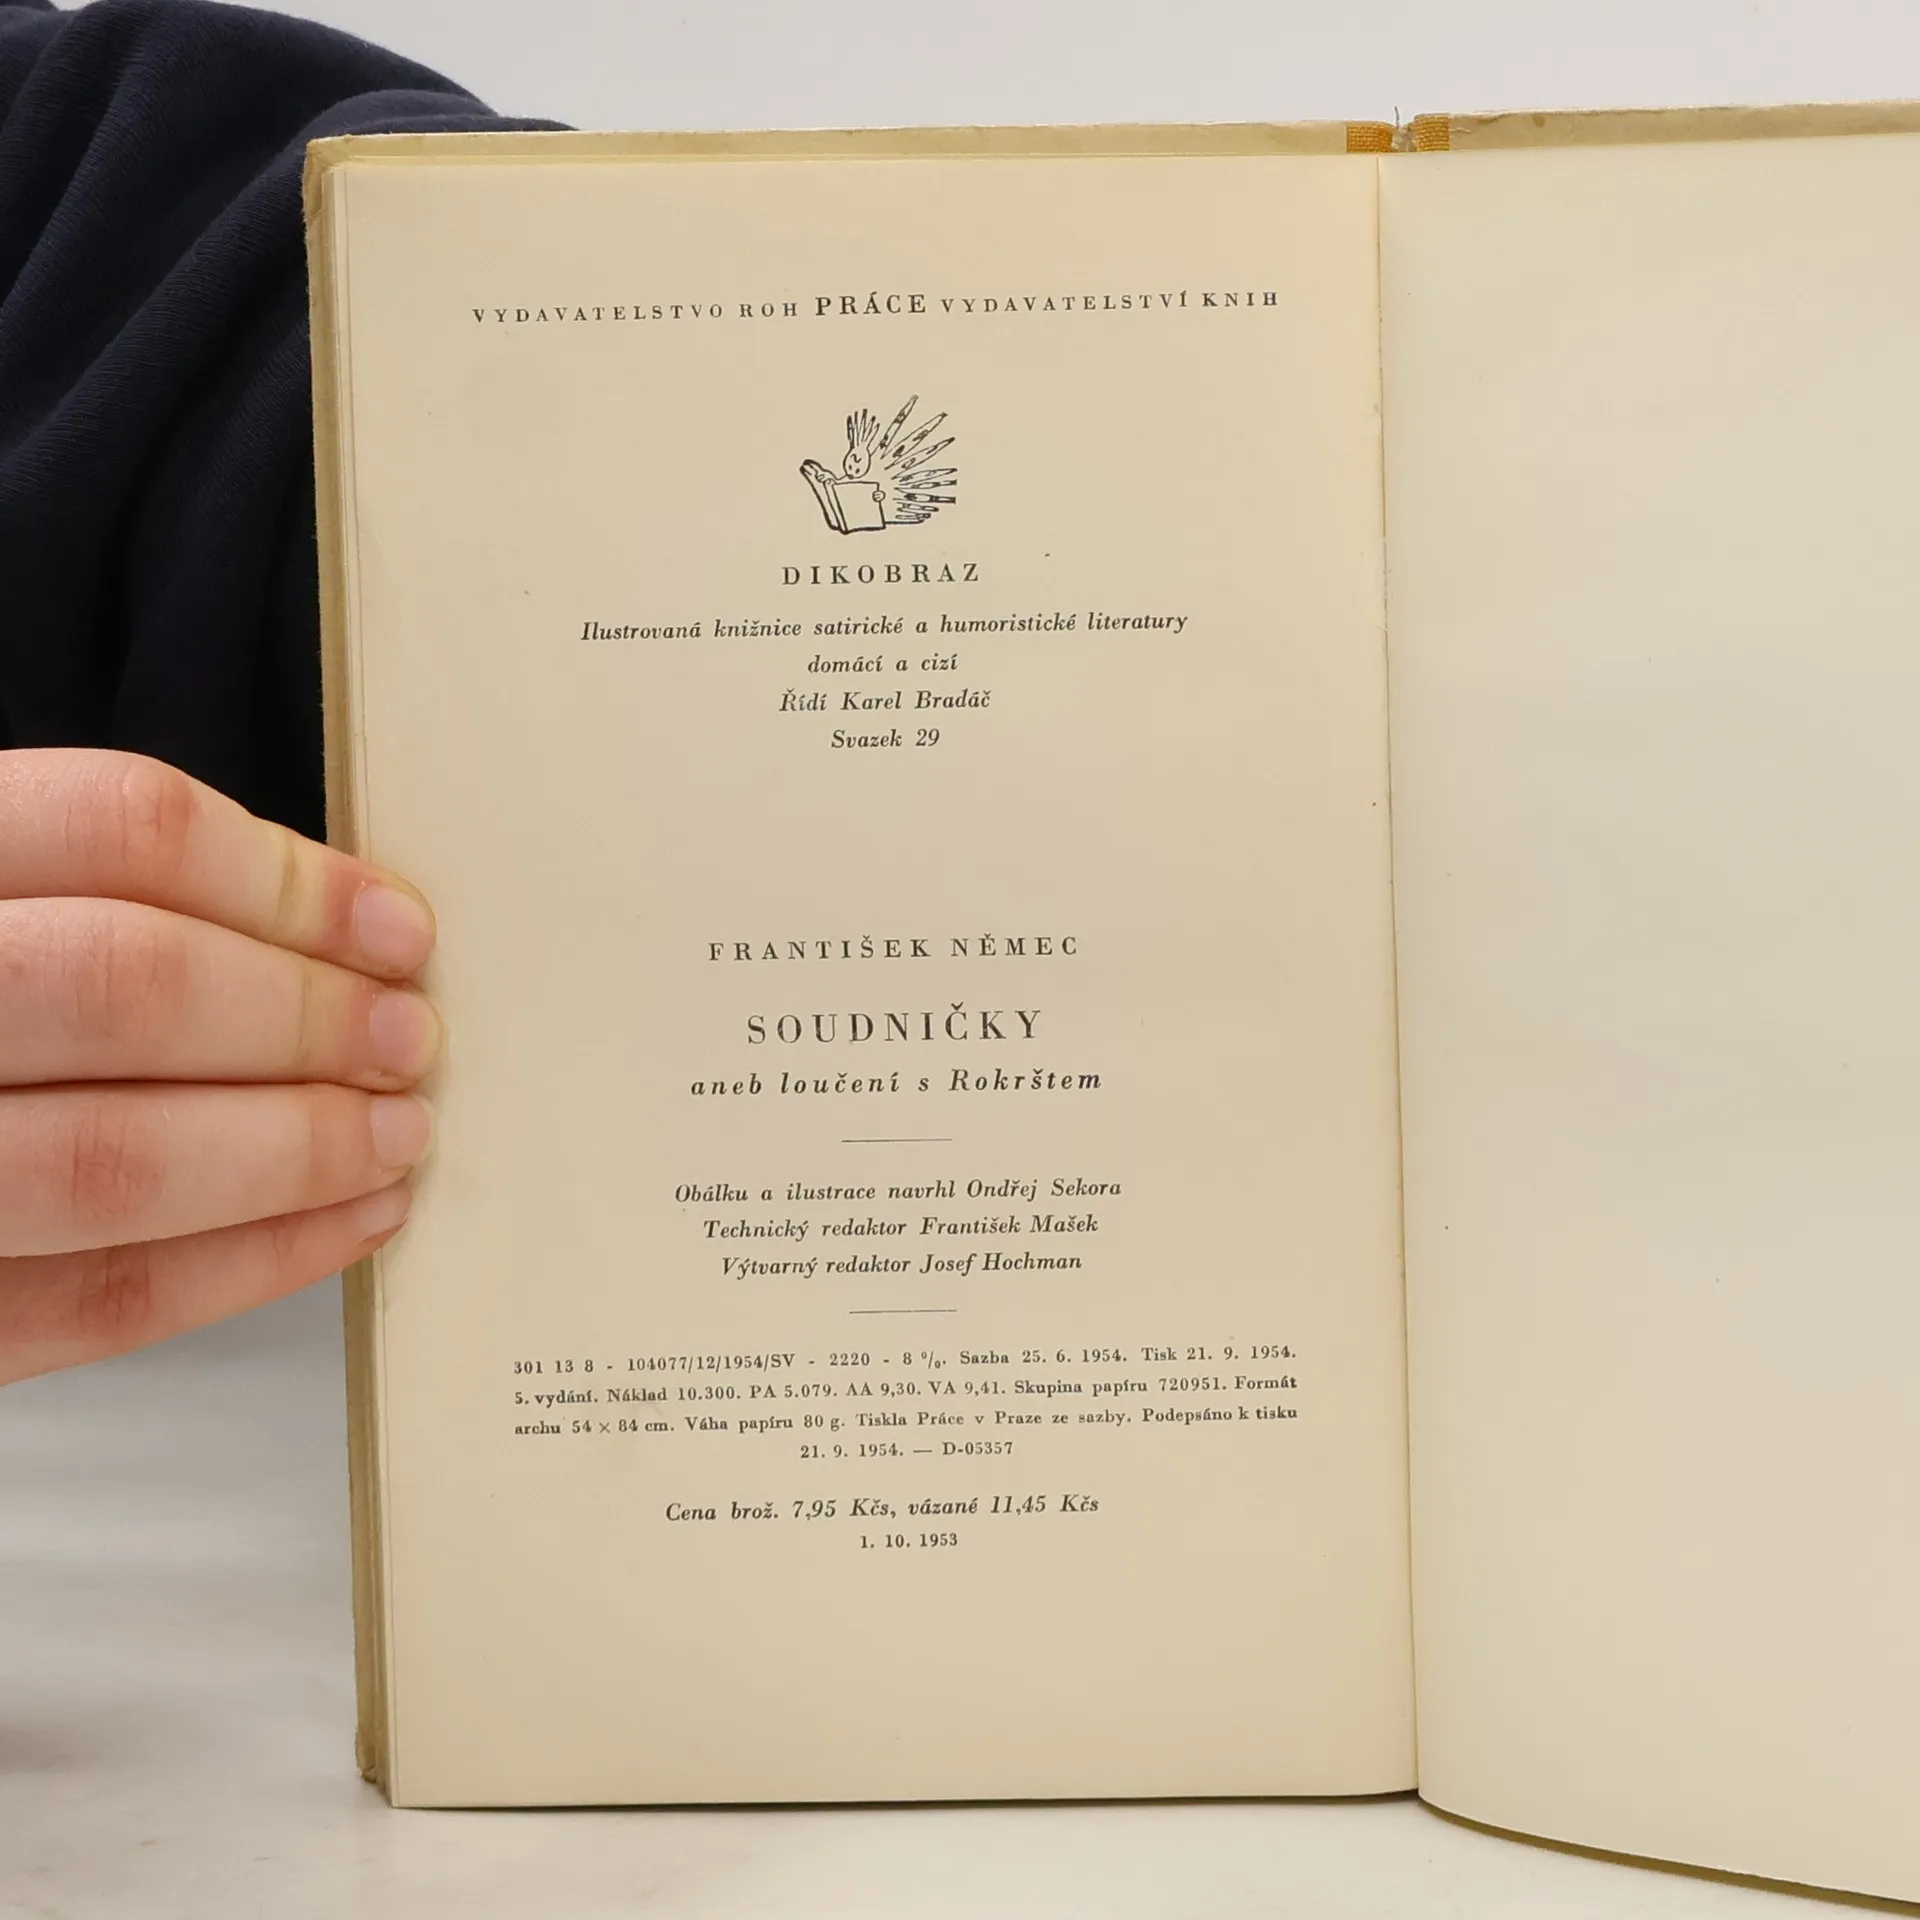 VYDAVATELSTVO ROH PRÁCE VYDAVATELSTVÍ KNIH
DIKOBRAZ
Ilustrovaná knižnice satirické a humoristické literatury
domácí a cizí
Řídí Karel Bradáč
Svazek 29
FRANTIŠEK NĚMEC
SOUDNIČKY
aneb loučení s Rokrštem
Obálku a ilustrace navrhl Ondřej Sekora
Technický redaktor František Mašek
Výtvarný redaktor Josef Hochman
301 13 8 - 104077/12/1954/SV - 2220 - 8 %. Sazba 25. 6. 1954. Tisk 21. 9. 1954.
5. vydání. Náklad 10.300. PA 5.079. AA 9,30. VA 9,41. Skupina papíru 720951. Formát
archu 54 × 84 cm. Váha papíru 80 g. Tiskla Práce v Praze ze sazby. Podepsáno k tisku
21. 9. 1954. — D-05357
Cena brož. 7,95 Kčs, vázané 11,45 Kčs
1. 10. 1953